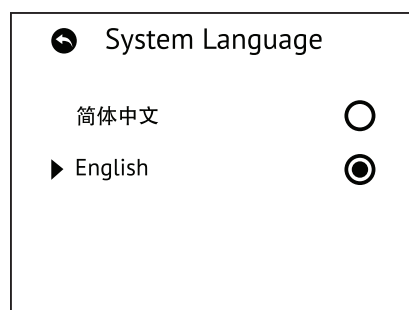 System Language
简体中文
English